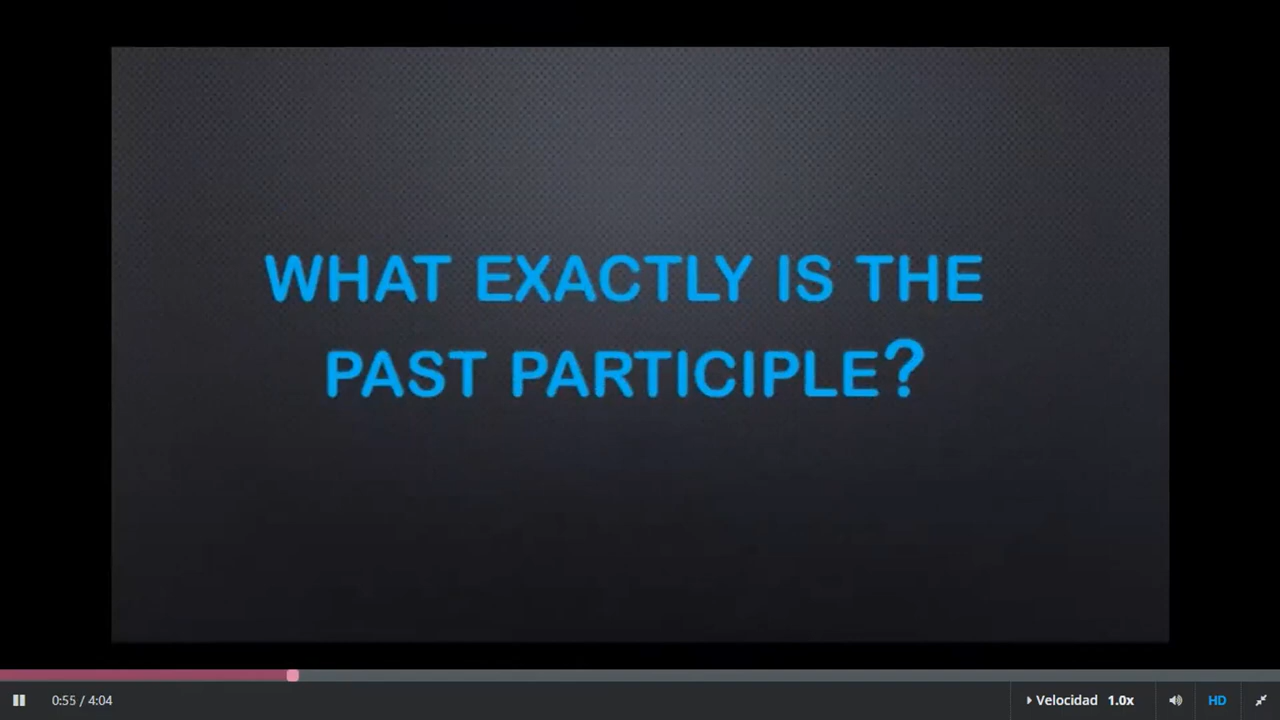 WHAT EXACTLY IS THE
PAST PARTICIPLE?
0:55 / 4:04
Velocidad 1.0x
HD